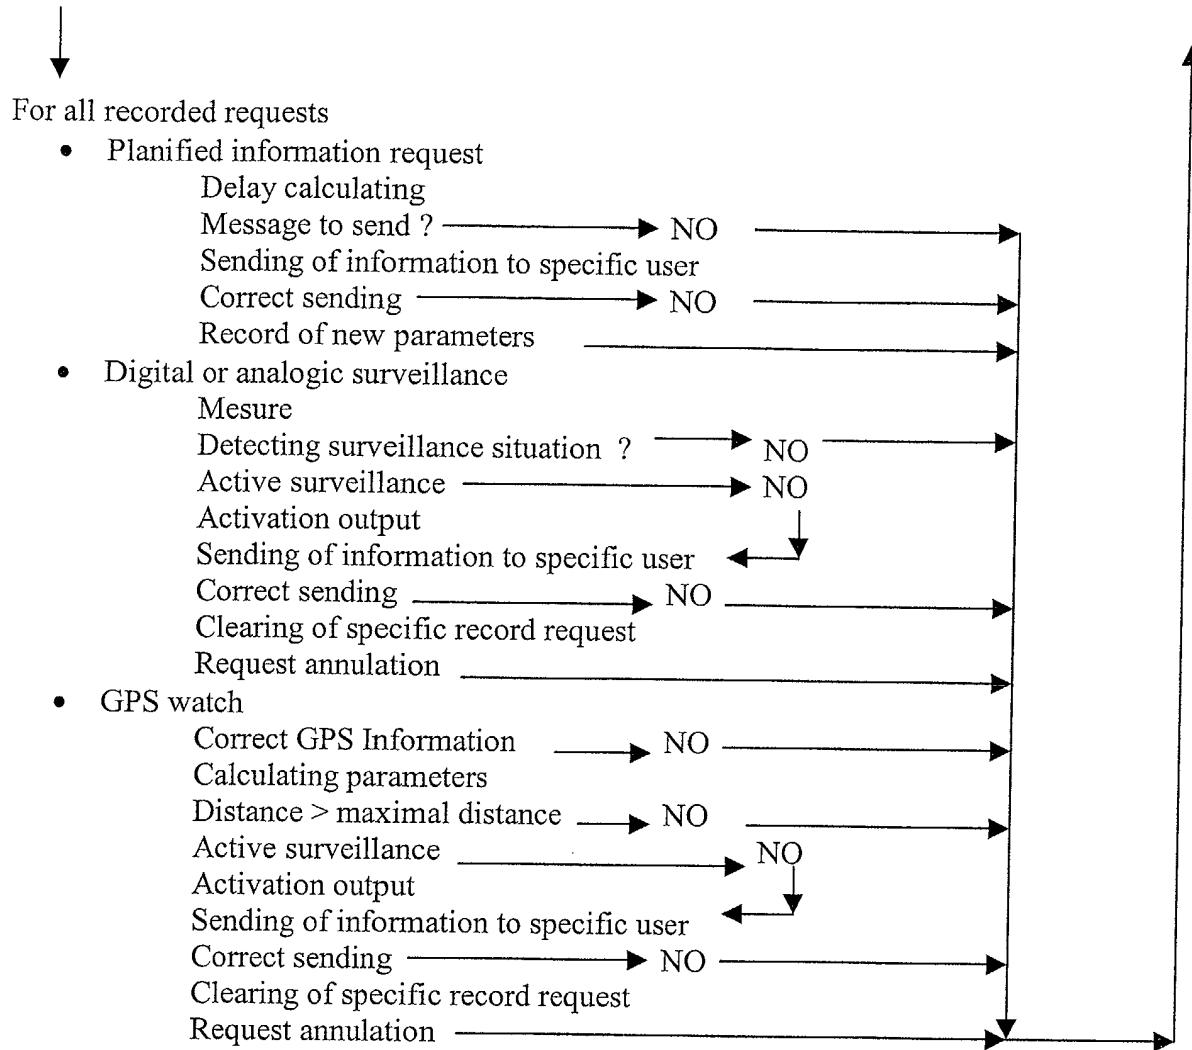 For all recorded requests
• Planified information request
Delay calculating
Message to send ? NO
Sending of information to specific user
Correct sending NO
Record of new parameters
• Digital or analogic surveillance
Mesure
Detecting surveillance situation ? NO
Active surveillance NO
Activation output
Sending of information to specific user
Correct sending NO
Clearing of specific record request
Request annulation
• GPS watch
Correct GPS Information NO
Calculating parameters
Distance > maximal distance NO
Active surveillance NO
Activation output
Sending of information to specific user
Correct sending NO
Clearing of specific record request
Request annulation